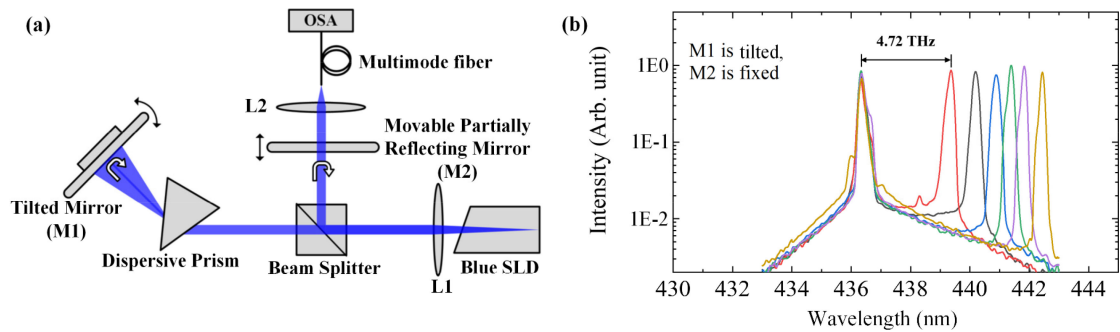 (a)
OSA
Multimode fiber
L2
Movable Partially
Reflecting Mirror
(M2)
Tilted Mirror
(M1)
Dispersive Prism
Beam Splitter
L1
Blue SLD
(b)
M1 is tilted,
M2 is fixed
4.72 THz
Intensity (Arb. unit)
1E0
1E-1
1E-2
430 432 434 436 438 440 442 444
Wavelength (nm)